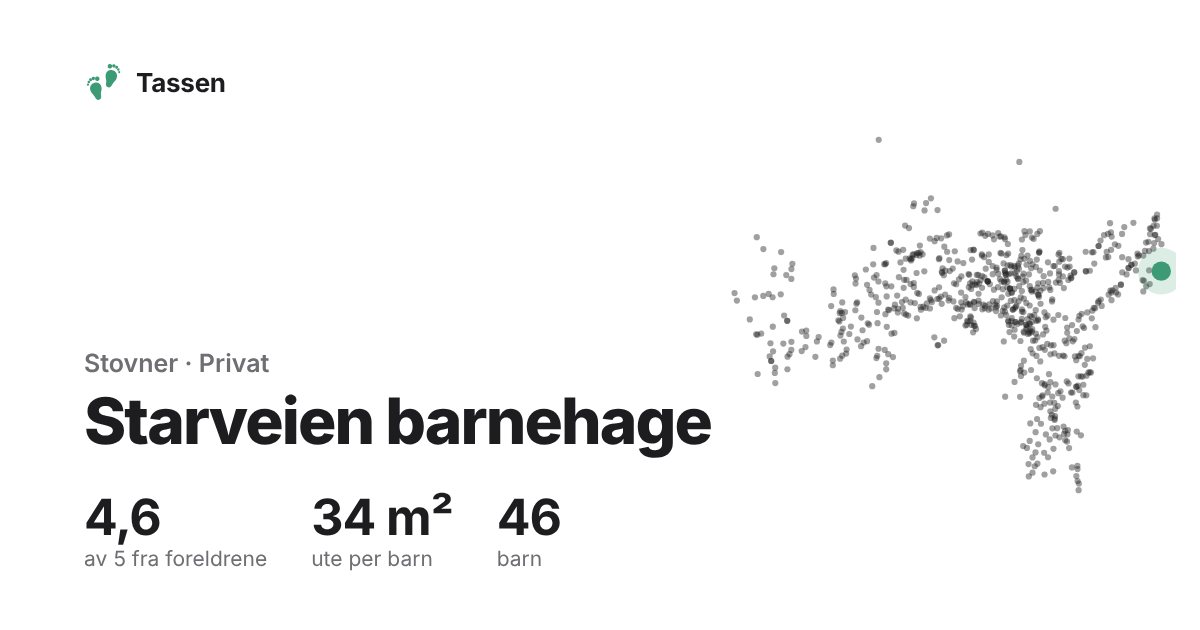 Tassen
Stovner · Privat
Starveien barnehage
4,6
av 5 fra foreldrene
34 m²
ute per barn
46
barn